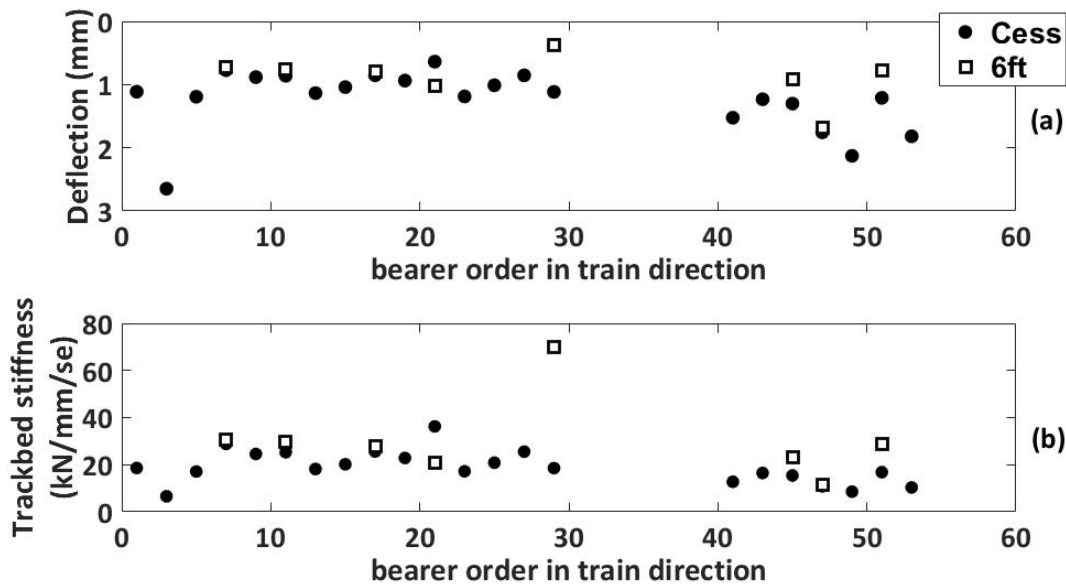 0
1
2
3
Deflection (mm)
Cess
6ft
(a)
0 10 20 30 40 50 60
bearer order in train direction
80
60
40
20
0
Trackbed stiffness
(kN/mm/se)
(b)
0 10 20 30 40 50 60
bearer order in train direction